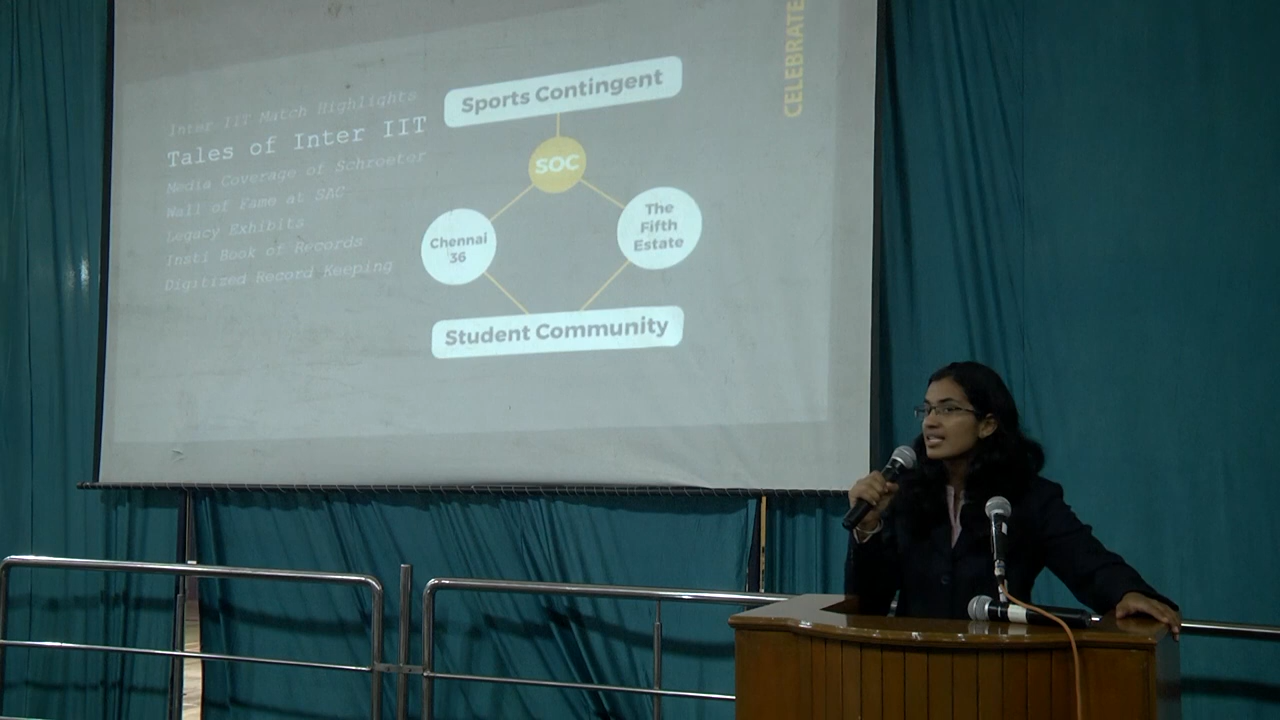 Inter IIT Match Highlights
Tales of Inter IIT
Media Coverage of Schroeter
Wall of Fame at SAC
Legacy Exhibits
Insti Book of Records
Digitized Record Keeping
Sports Contingent
SOC
Chennai
36
The
Fifth
Estate
Student Community
CELEBRATE